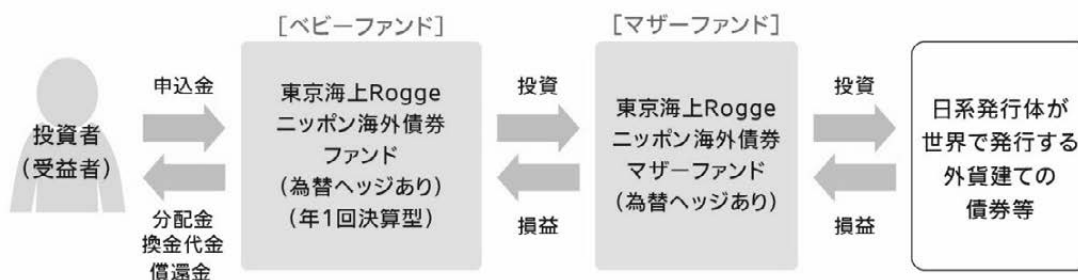 [ベビーファンド]
[マザーファンド]
申込金
投資者
(受益者)
分配金
換金代金
償還金
東京海上Rogge
ニッポン海外債券
ファンド
(為替ヘッジあり)
(年1回決算型)
投資
損益
東京海上Rogge
ニッポン海外債券
マザーファンド
(為替ヘッジあり)
投資
損益
日系発行体が
世界で発行する
外貨建ての
債券等